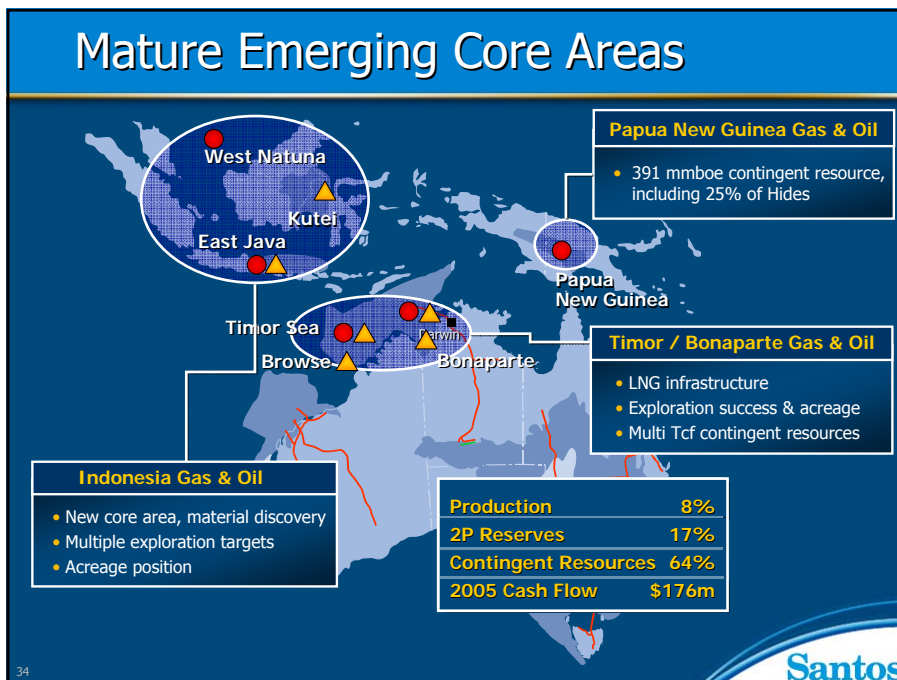 Mature Emerging Core Areas
West Natuna
Kutei
East Java
Papua New Guinea Gas & Oil
• 391 mmboe contingent resource,
including 25% of Hides
Papua
New Guinea
Timor Sea
Darwin
Browse
Bonaparte
Timor / Bonaparte Gas & Oil
• LNG infrastructure
• Exploration success & acreage
• Multi Tcf contingent resources
Indonesia Gas & Oil
• New core area, material discovery
• Multiple exploration targets
• Acreage position
Production 8%
2P Reserves 17%
Contingent Resources 64%
2005 Cash Flow $176m
34
Santos